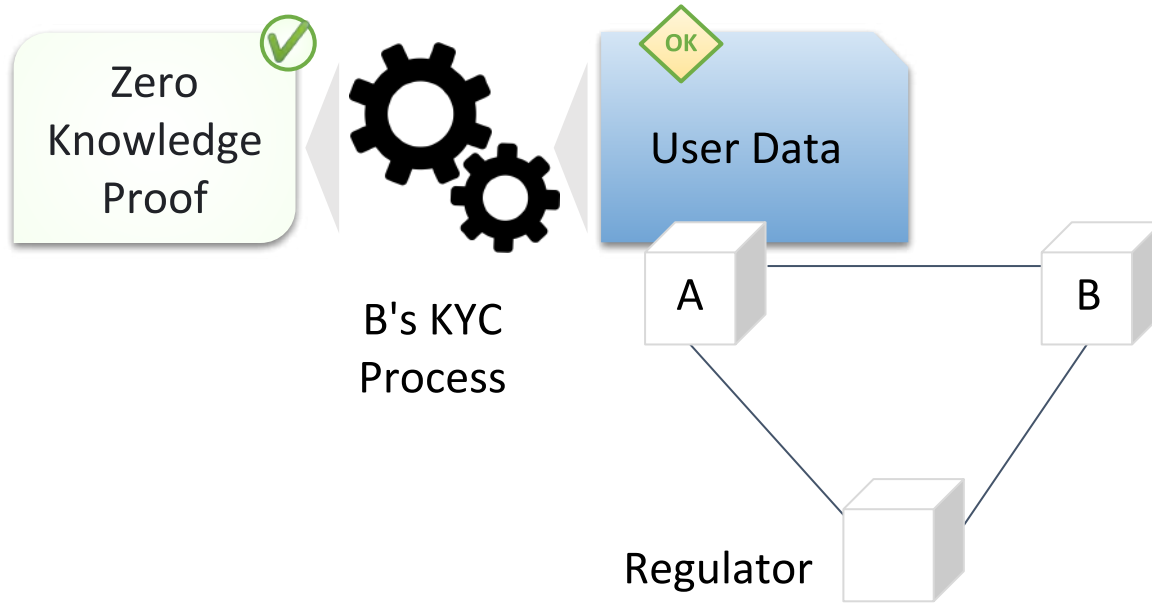 Zero
Knowledge
Proof
OK
User Data
B's KYC
Process
A
B
Regulator